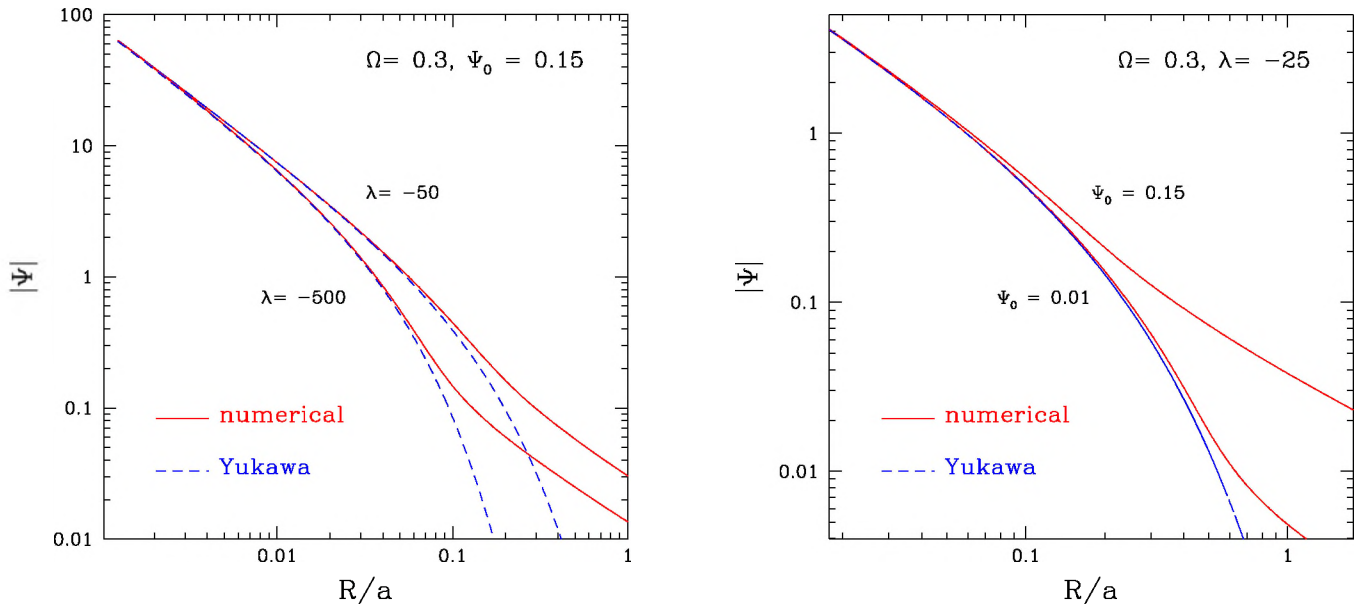 100
10
1
0.1
0.01
|Ψ|
Ω= 0.3, Ψ₀ = 0.15
λ= −50
λ= −500
numerical
Yukawa
0.01
0.1
1
R/a
1
0.1
0.01
|Ψ|
Ω= 0.3, λ= −25
Ψ₀ = 0.15
Ψ₀ = 0.01
numerical
Yukawa
0.1
1
R/a